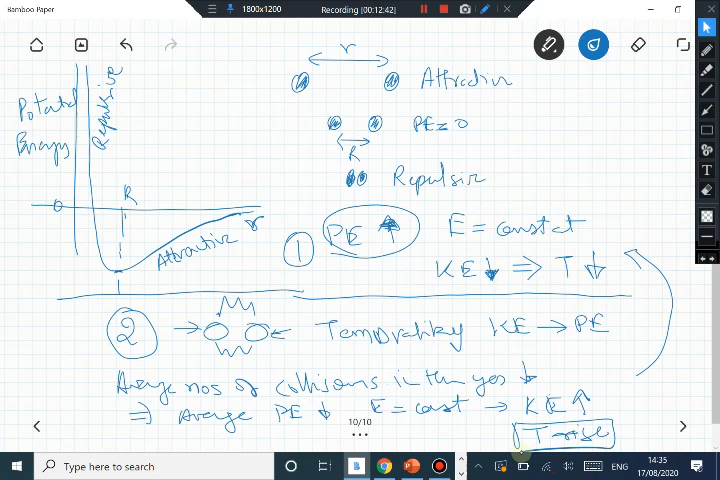 Bamboo Paper
1800x1200
Recording [00:12:42]
r
Attraction
Potential
Energy
Repulsive
PE=0
R
Repulsive
R
0
r
Attractive
① PE ↑ E = constat
KE ↓ ⇒ T ↓
② → ← Temporality KE → PE
Average nos of collisions in the gas ↓
⇒ Average PE ↓ E = const → KE ↑
T rise
10/10
Type here to search
ENG
14:35
17/08/2020